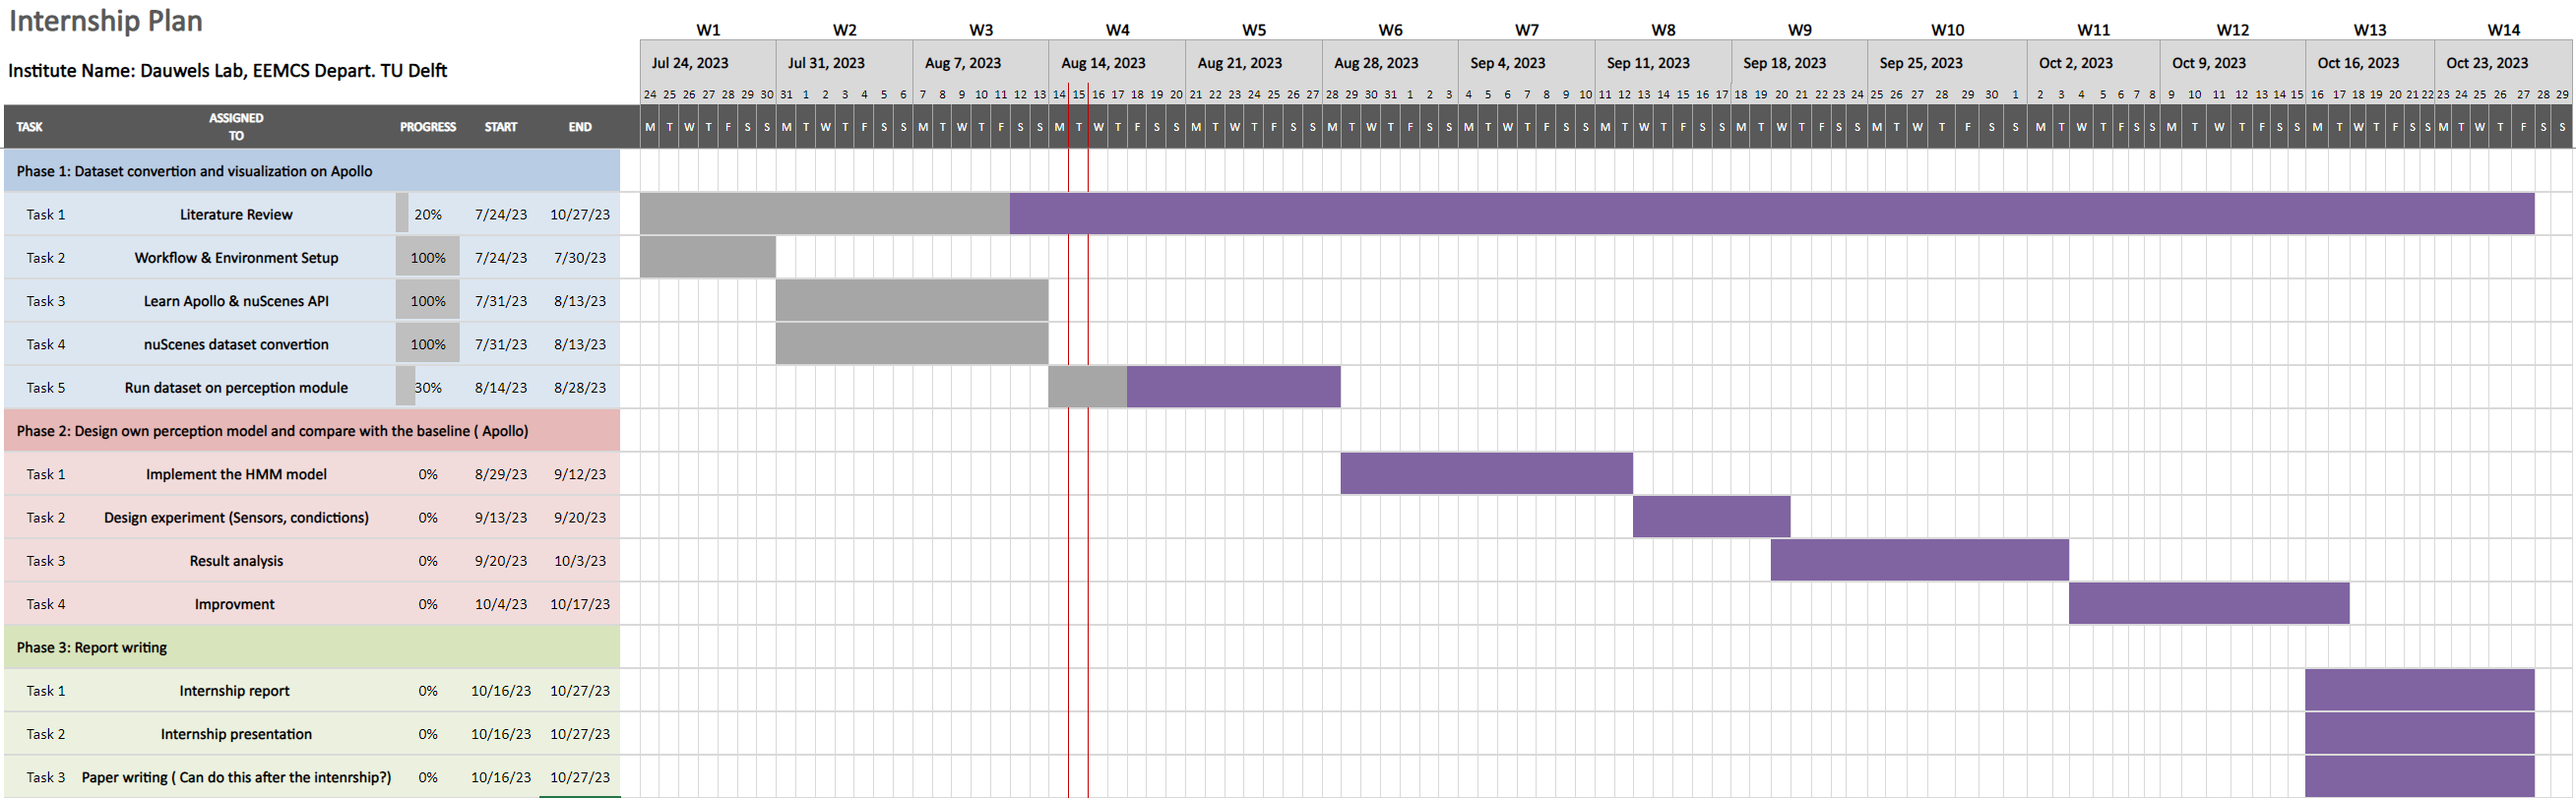 Internship Plan
W1 W2 W3 W4 W5 W6 W7 W8 W9 W10 W11 W12 W13 W14
Institute Name: Dauwels Lab, EEMCS Depart. TU Delft
Jul 24, 2023 Jul 31, 2023 Aug 7, 2023 Aug 14, 2023 Aug 21, 2023 Aug 28, 2023 Sep 4, 2023 Sep 11, 2023 Sep 18, 2023 Sep 25, 2023 Oct 2, 2023 Oct 9, 2023 Oct 16, 2023 Oct 23, 2023
24 25 26 27 28 29 30 31 1 2 3 4 5 6 7 8 9 10 11 12 13 14 15 16 17 18 19 20 21 22 23 24 25 26 27 28 29 30 31 1 2 3 4 5 6 7 8 9 10 11 12 13 14 15 16 17 18 19 20 21 22 23 24 25 26 27 28 29 30 1 2 3 4 5 6 7 8 9 10 11 12 13 14 15 16 17 18 19 20 21 22 23 24 25 26 27 28 29
TASK ASSIGNED TO PROGRESS START END M T W T F S S M T W T F S S M T W T F S S M T W T F S S M T W T F S S M T W T F S S M T W T F S S M T W T F S S M T W T F S S M T W T F S S M T W T F S S M T W T F S S M T W T F S S M T W T F S S
Phase 1: Dataset convertion and visualization on Apollo
Task 1 Literature Review 20% 7/24/23 10/27/23
Task 2 Workflow & Environment Setup 100% 7/24/23 7/30/23
Task 3 Learn Apollo & nuScenes API 100% 7/31/23 8/13/23
Task 4 nuScenes dataset convertion 100% 7/31/23 8/13/23
Task 5 Run dataset on perception module 30% 8/14/23 8/28/23
Phase 2: Design own perception model and compare with the baseline ( Apollo)
Task 1 Implement the HMM model 0% 8/29/23 9/12/23
Task 2 Design experiment (Sensors, condictions) 0% 9/13/23 9/20/23
Task 3 Result analysis 0% 9/20/23 10/3/23
Task 4 Improvment 0% 10/4/23 10/17/23
Phase 3: Report writing
Task 1 Internship report 0% 10/16/23 10/27/23
Task 2 Internship presentation 0% 10/16/23 10/27/23
Task 3 Paper writing ( Can do this after the intenrship?) 0% 10/16/23 10/27/23